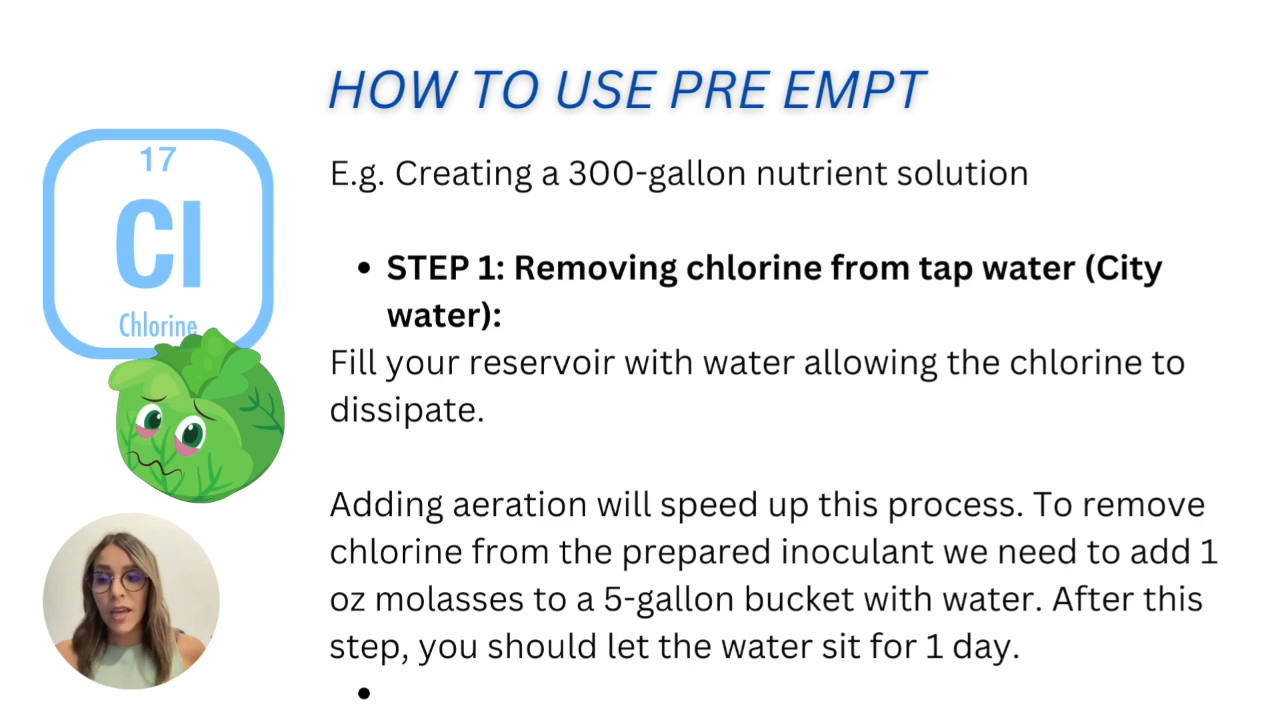 HOW TO USE PRE EMPT
17
Cl
Chlorine
E.g. Creating a 300-gallon nutrient solution
• STEP 1: Removing chlorine from tap water (City
water):
Fill your reservoir with water allowing the chlorine to
dissipate.
Adding aeration will speed up this process. To remove
chlorine from the prepared inoculant we need to add 1
oz molasses to a 5-gallon bucket with water. After this
step, you should let the water sit for 1 day.
•